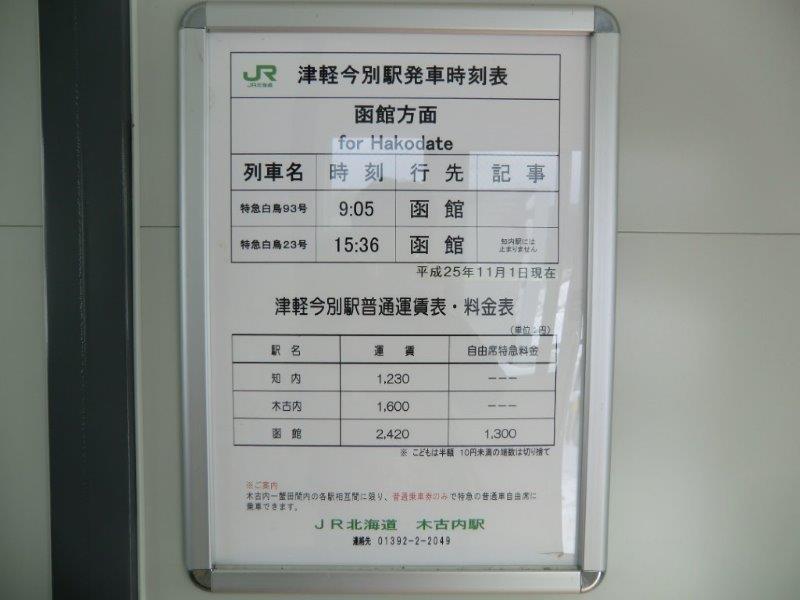 JR
JR北海道
津軽今別駅発車時刻表
函館方面
for Hakodate
列車名 時刻 行先 記事
特急白鳥93号 9:05 函館
特急白鳥23号 15:36 函館 知内駅には
止まりません
平成25年11月1日現在
津軽今別駅普通運賃表・料金表
(単位:円)
駅名 運賃 自由席特急料金
知内 1,230 ---
木古内 1,600 ---
函館 2,420 1,300
※ こどもは半額 10円未満の端数は切り捨て
※ご案内
木古内ー蟹田間内の各駅相互間に限り、普通乗車券のみで特急の普通車自由席に
乗車できます。
JR北海道 木古内駅
連絡先 01392-2-2049